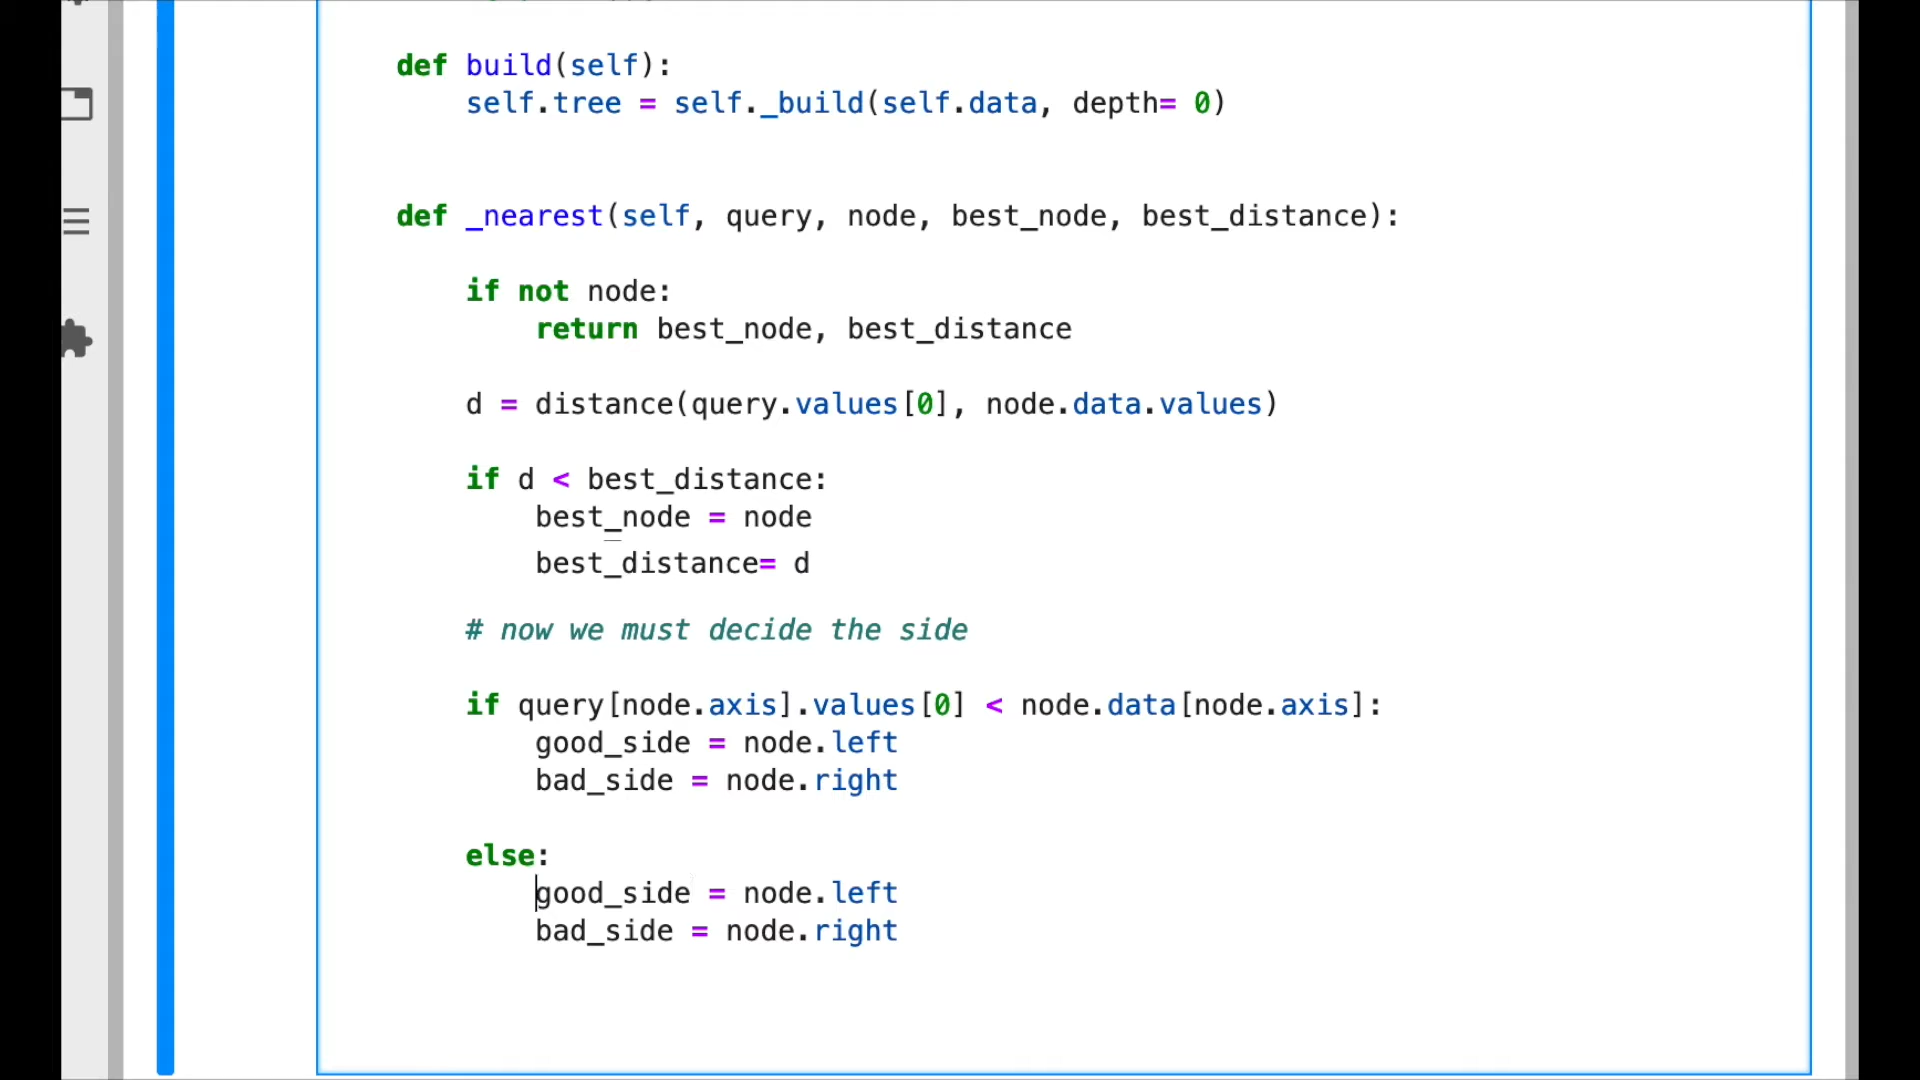 def build(self):
self.tree = self._build(self.data, depth= 0)
def _nearest(self, query, node, best_node, best_distance):
if not node:
return best_node, best_distance
d = distance(query.values[0], node.data.values)
if d < best_distance:
best_node = node
best_distance= d
# now we must decide the side
if query[node.axis].values[0] < node.data[node.axis]:
good_side = node.left
bad_side = node.right
else:
good_side = node.left
bad_side = node.right